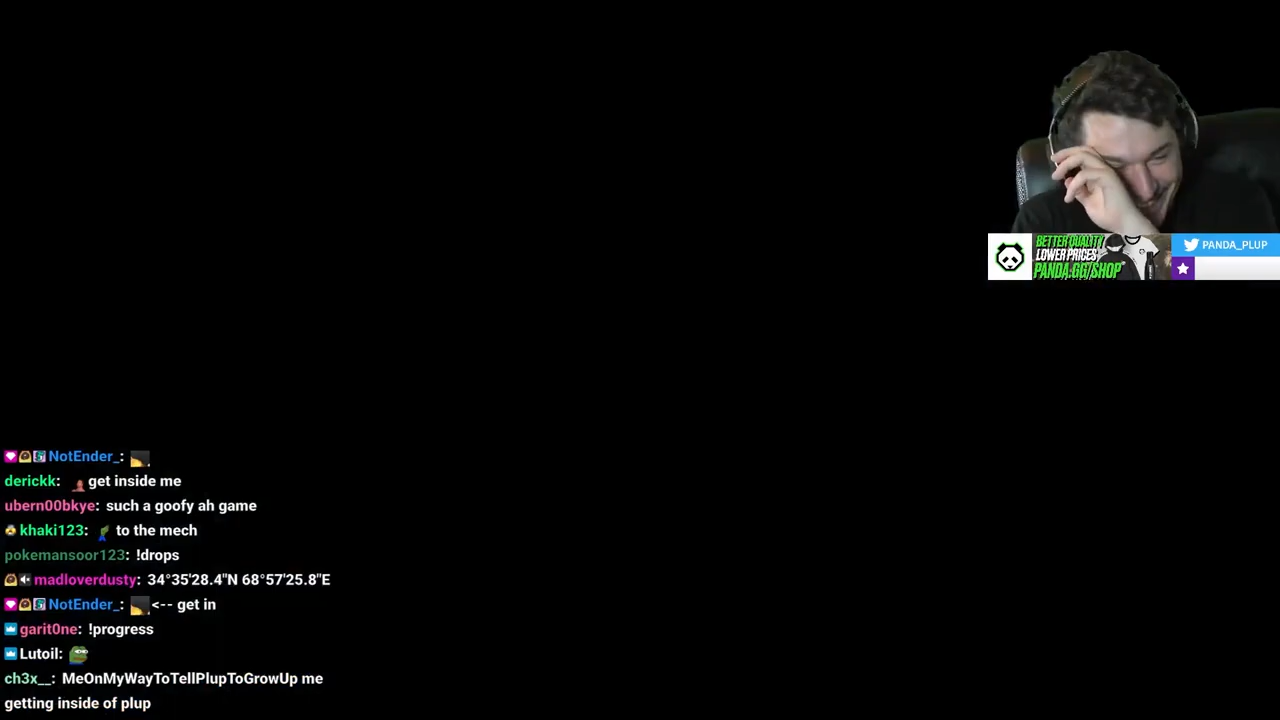 BETTER QUALITY
LOWER PRICES
PANDA.GG/SHOP
PANDA_PLUP
NotEnder_:
derickk: get inside me
ubern00bkye: such a goofy ah game
khaki123: to the mech
pokemansoor123: !drops
madloverdusty: 34°35'28.4"N 68°57'25.8"E
NotEnder_: <-- get in
garit0ne: !progress
Lutoil:
ch3x__: MeOnMyWayToTellPlupToGrowUp me
getting inside of plup